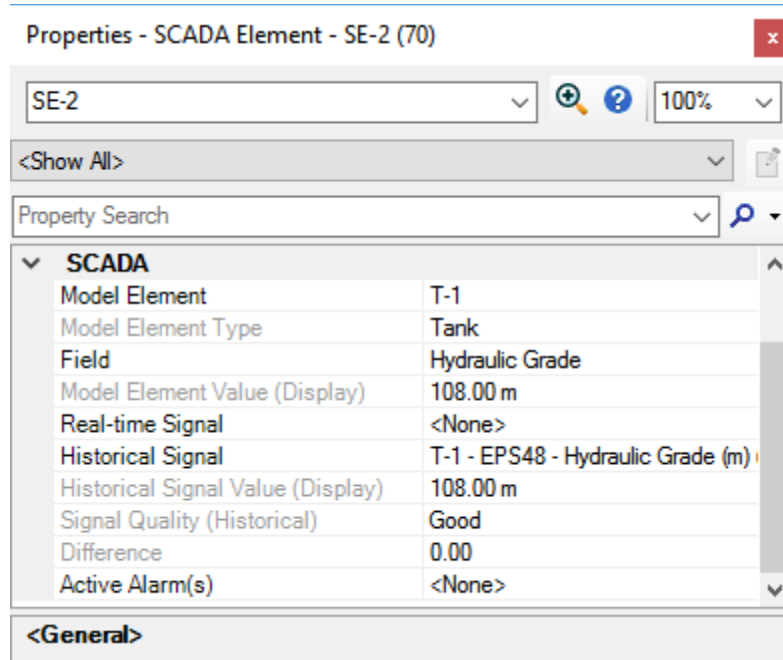 Properties - SCADA Element - SE-2 (70)
x
SE-2 100%
<Show All>
Property Search
SCADA
Model Element T-1
Model Element Type Tank
Field Hydraulic Grade
Model Element Value (Display) 108.00 m
Real-time Signal <None>
Historical Signal T-1 - EPS48 - Hydraulic Grade (m)
Historical Signal Value (Display) 108.00 m
Signal Quality (Historical) Good
Difference 0.00
Active Alarm(s) <None>
<General>